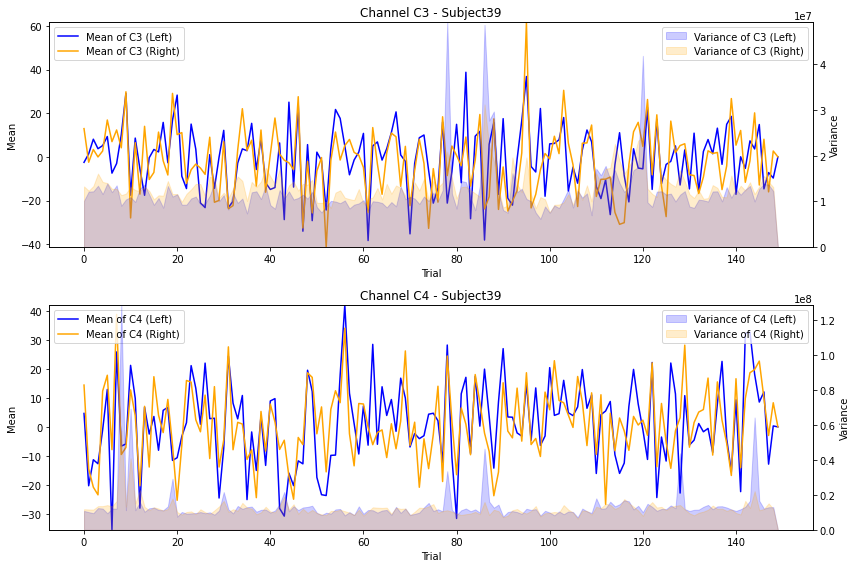 Channel C3 - Subject39
1e7
Mean of C3 (Left)
Mean of C3 (Right)
Variance of C3 (Left)
Variance of C3 (Right)
60
40
20
0
−20
−40
Mean
4
3
2
1
0
Variance
0 20 40 60 80 100 120 140
Trial
Channel C4 - Subject39
1e8
Mean of C4 (Left)
Mean of C4 (Right)
Variance of C4 (Left)
Variance of C4 (Right)
40
30
20
10
0
−10
−20
−30
Mean
1.2
1.0
0.8
0.6
0.4
0.2
0.0
Variance
0 20 40 60 80 100 120 140
Trial